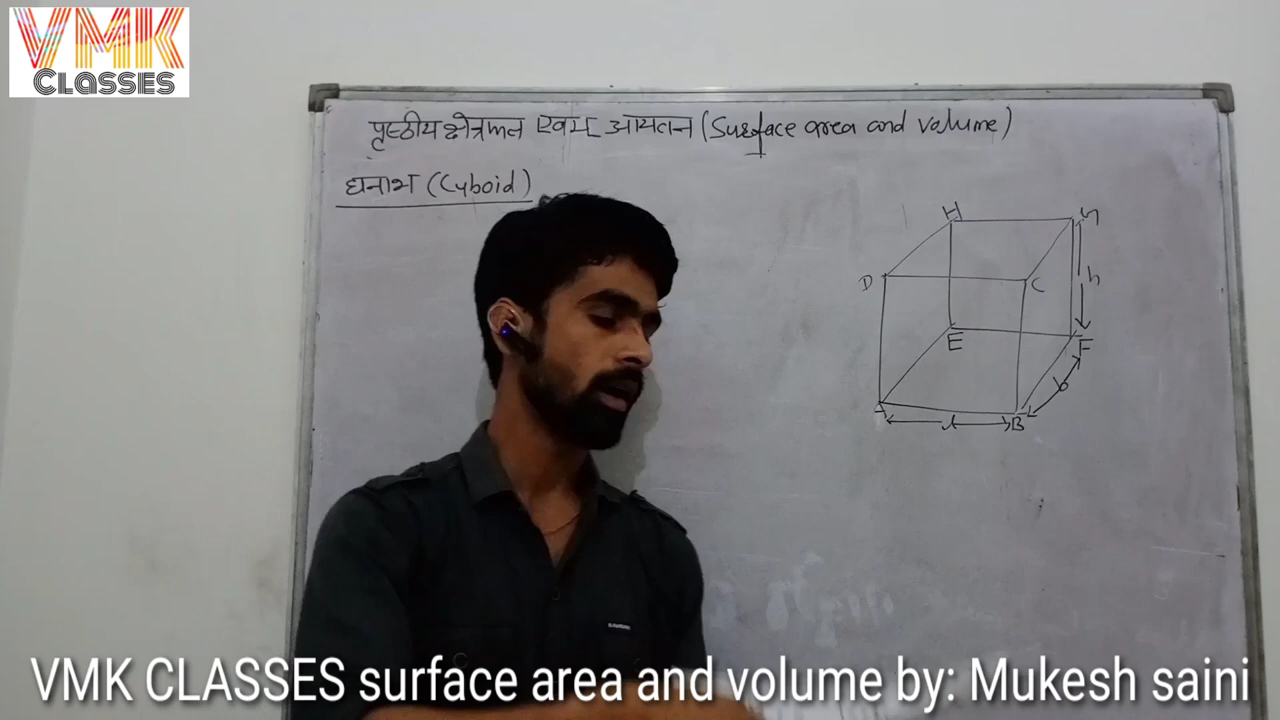 VMK
Classes
पृष्ठीय क्षेत्रफल एवम् आयतन (Surface area and volume)
घनाभ (Cuboid)
H G
D C h
E F
b
A l B
VMK CLASSES surface area and volume by: Mukesh saini